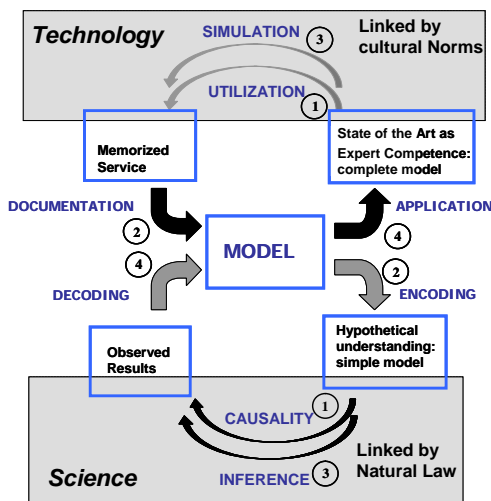 Technology
SIMULATION
3
Linked by
cultural Norms
UTILIZATION
1
Memorized
Service
State of the Art as
Expert Competence:
complete model
DOCUMENTATION
2
APPLICATION
4
MODEL
4
DECODING
2
ENCODING
Observed
Results
Hypothetical
understanding:
simple model
CAUSALITY
1
Linked by
Natural Law
INFERENCE
3
Science